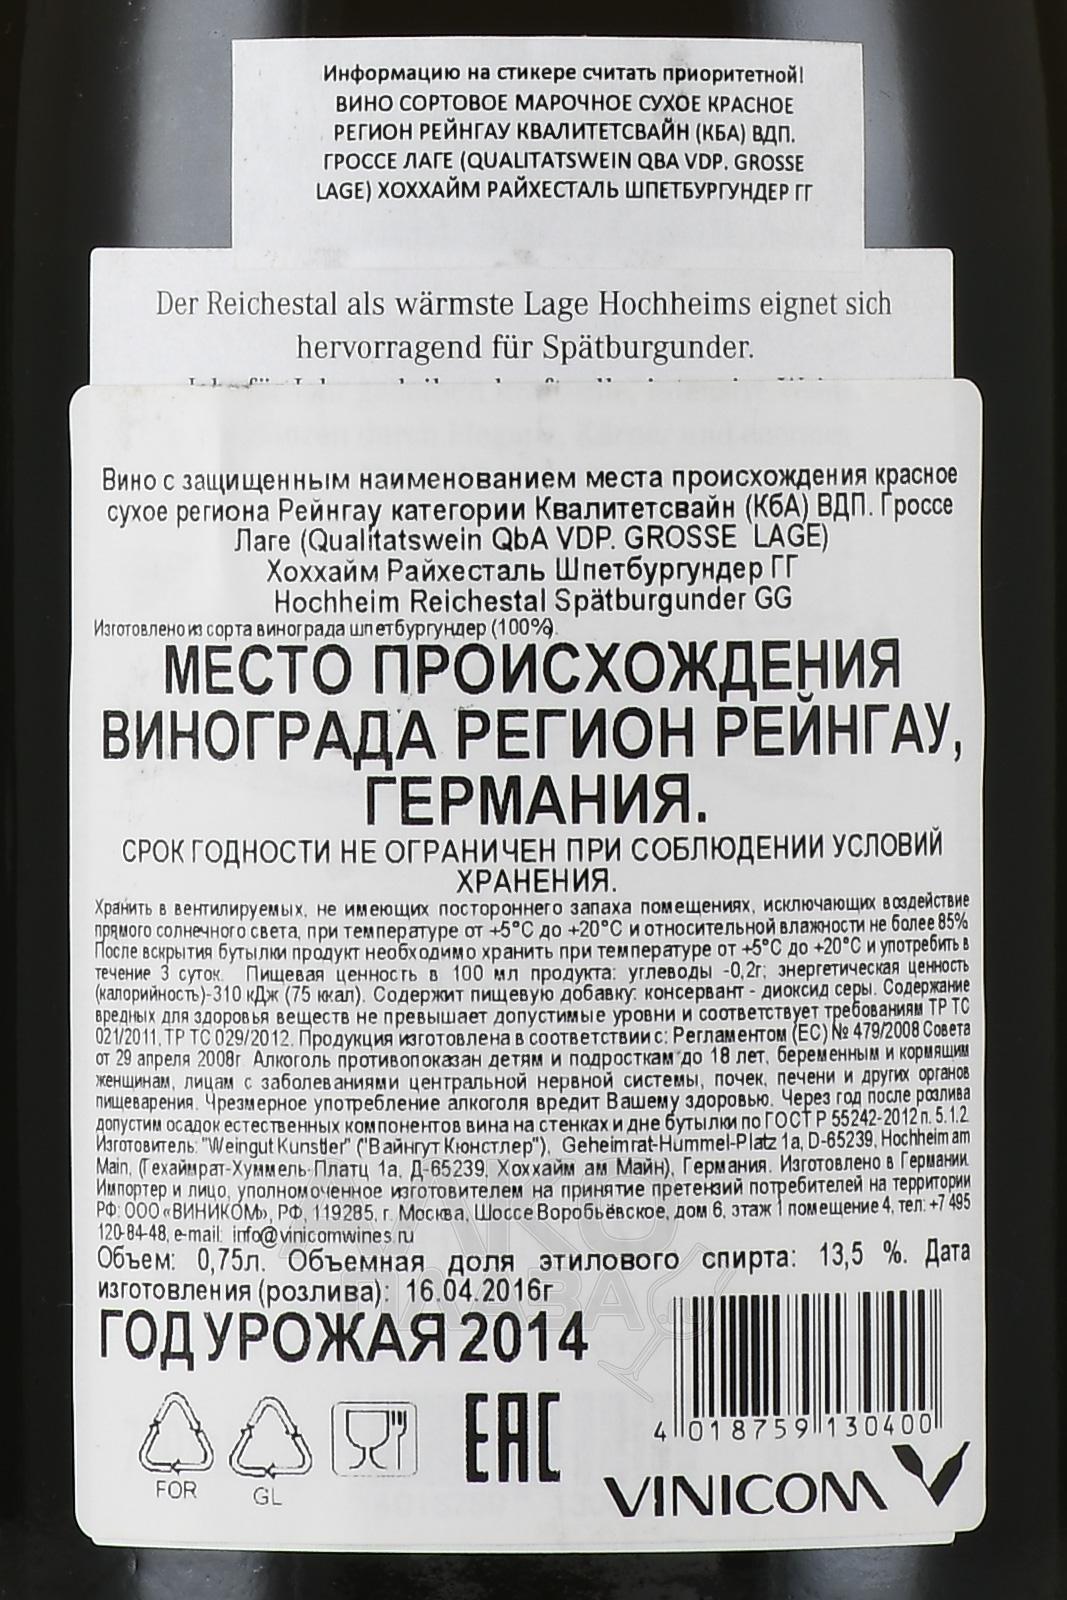 Информацию на стикере считать приоритетной!
ВИНО СОРТОВОЕ МАРОЧНОЕ СУХОЕ КРАСНОЕ
РЕГИОН РЕЙНГАУ КВАЛИТЕТСВАЙН (КБА) ВДП.
ГРОССЕ ЛАГЕ (QUALITATSWEIN QBA VDP. GROSSE
LAGE) ХОХХАЙМ РАЙХЕСТАЛЬ ШПЕТБУРГУНДЕР ГГ
Der Reichestal als wärmste Lage Hochheims eignet sich
hervorragend für Spätburgunder.
Вино с защищенным наименованием места происхождения красное
сухое региона Рейнгау категории Квалитетсвайн (КбА) ВДП. Гроссе
Лаге (Qualitatswein QbA VDP. GROSSE LAGE)
Хоххайм Райхесталь Шпетбургундер ГГ
Hochheim Reichestal Spätburgunder GG
Изготовлено из сорта винограда шпетбургундер (100%).
МЕСТО ПРОИСХОЖДЕНИЯ
ВИНОГРАДА РЕГИОН РЕЙНГАУ,
ГЕРМАНИЯ.
СРОК ГОДНОСТИ НЕ ОГРАНИЧЕН ПРИ СОБЛЮДЕНИИ УСЛОВИЙ
ХРАНЕНИЯ.
Хранить в вентилируемых, не имеющих постороннего запаха помещениях, исключающих воздействие
прямого солнечного света, при температуре от +5°С до +20°С и относительной влажности не более 85%
После вскрытия бутылки продукт необходимо хранить при температуре от +5°С до +20°С и употребить в
течение 3 суток. Пищевая ценность в 100 мл продукта: углеводы -0,2г; энергетическая ценность
(калорийность)-310 кДж (75 ккал). Содержит пищевую добавку: консервант - диоксид серы. Содержание
вредных для здоровья веществ не превышает допустимые уровни и соответствует требованиям ТР ТС
021/2011, ТР ТС 029/2012. Продукция изготовлена в соответствии с: Регламентом (ЕС) № 479/2008 Совета
от 29 апреля 2008г. Алкоголь противопоказан детям и подросткам до 18 лет, беременным и кормящим
женщинам, лицам с заболеваниями центральной нервной системы, почек, печени и других органов
пищеварения. Чрезмерное употребление алкоголя вредит Вашему здоровью. Через год после розлива
допустим осадок естественных компонентов вина на стенках и дне бутылки по ГОСТ Р 55242-2012 п. 5.1.2.
Изготовитель: "Weingut Kunstler" ("Вайнгут Кюнстлер"), Geheimrat-Hummel-Platz 1a, D-65239, Hochheim am
Main, (Гехаймрат-Хуммель-Платц 1а, Д-65239, Хоххайм ам Майн), Германия. Изготовлено в Германии.
Импортер и лицо, уполномоченное изготовителем на принятие претензий потребителей на территории
РФ: ООО «ВИНИКОМ», РФ, 119285, г. Москва, Шоссе Воробьёвское, дом 6, этаж 1 помещение 4, тел: +7 495
120-84-48, e-mail: info@vinicomwines.ru
Объем: 0,75л. Объемная доля этилового спирта: 13,5 %. Дата
изготовления (розлива): 16.04.2016г
ГОД УРОЖАЯ 2014
FOR
GL
EAC
4 018759 130400
VINICOM
АЛКО
ПЛАЗА